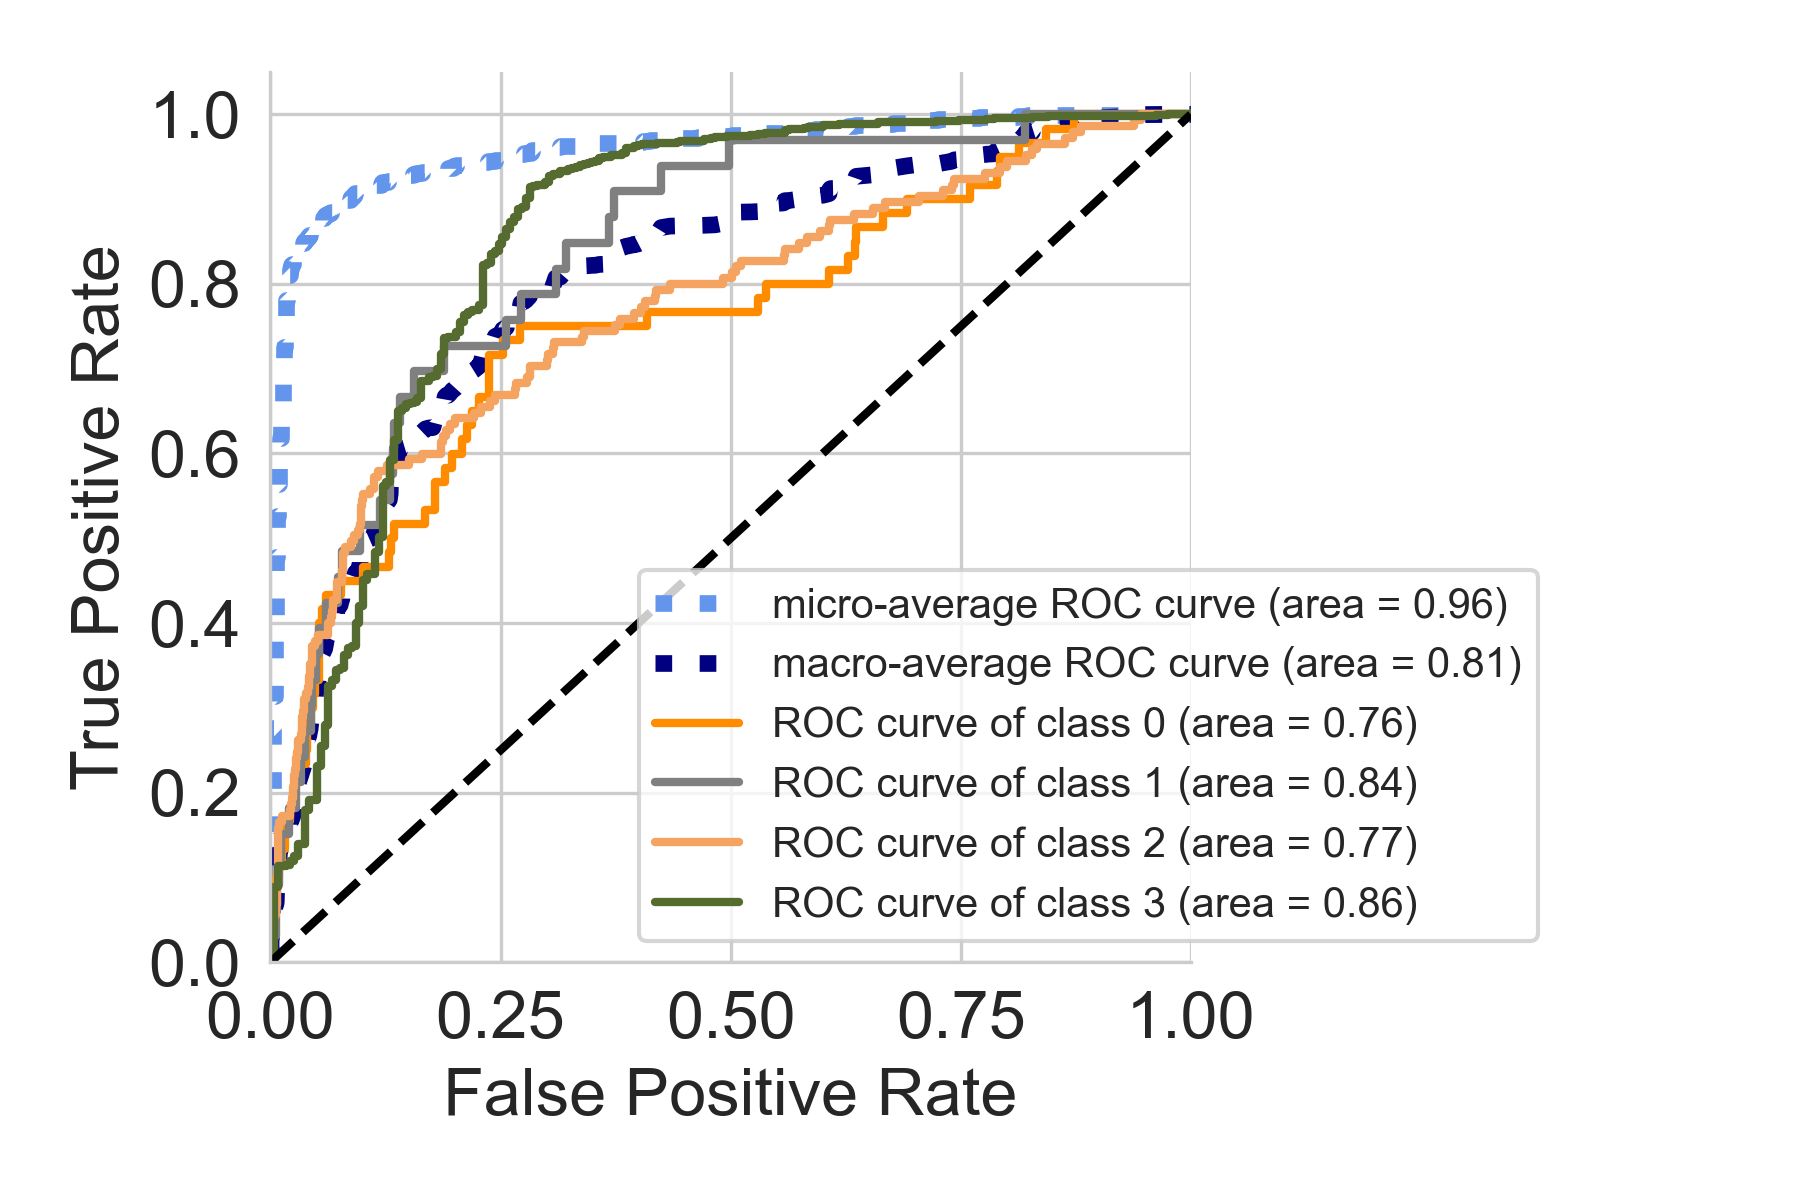 True Positive Rate
1.0
0.8
0.6
0.4
0.2
0.0
0.00 0.25 0.50 0.75 1.00
False Positive Rate
micro-average ROC curve (area = 0.96)
macro-average ROC curve (area = 0.81)
ROC curve of class 0 (area = 0.76)
ROC curve of class 1 (area = 0.84)
ROC curve of class 2 (area = 0.77)
ROC curve of class 3 (area = 0.86)